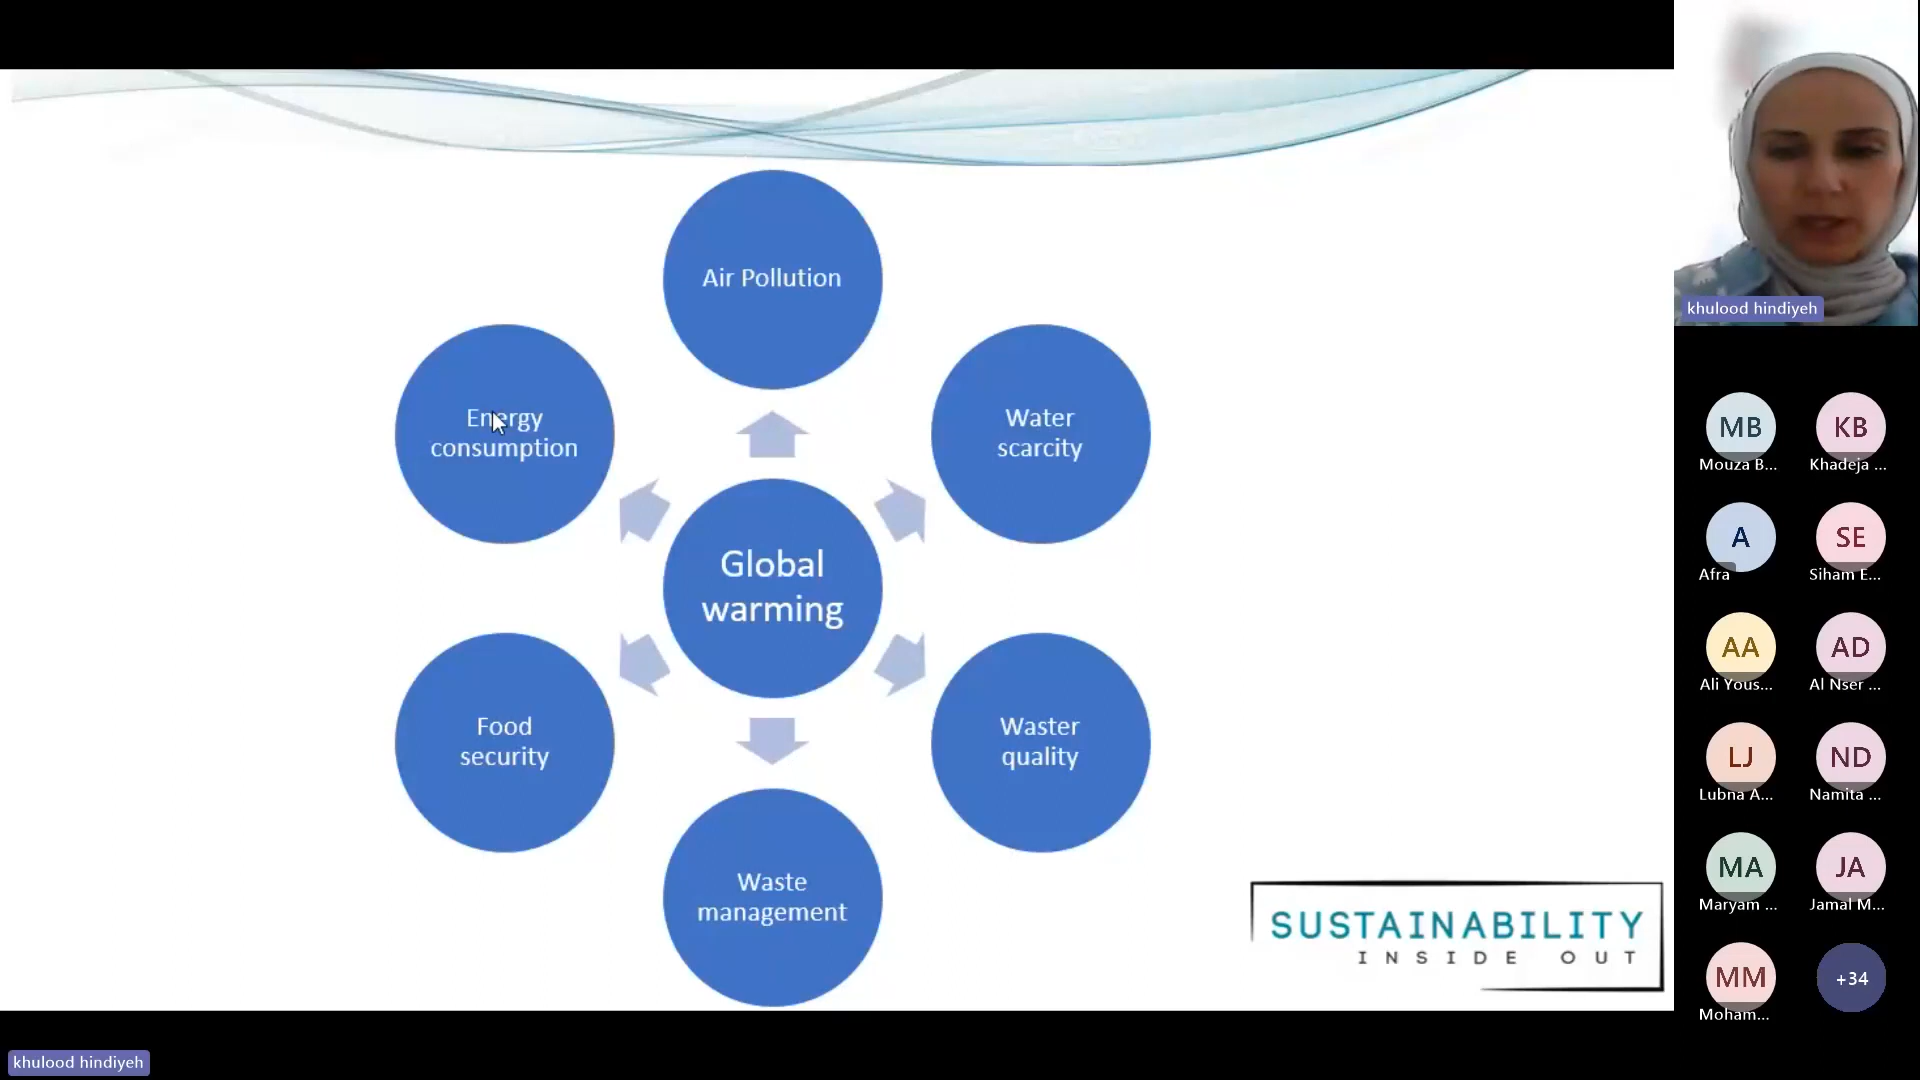 Air Pollution
Energy
consumption
Water
scarcity
Global
warming
Food
security
Waster
quality
Waste
management
SUSTAINABILITY
INSIDE OUT
khulood hindiyeh
MB
Mouza B...
KB
Khadeja ...
A
Afra
SE
Siham E...
AA
Ali Yous...
AD
Al Nser ...
LJ
Lubna A...
ND
Namita ...
MA
Maryam ...
JA
Jamal M...
MM
Moham...
+34
khulood hindiyeh